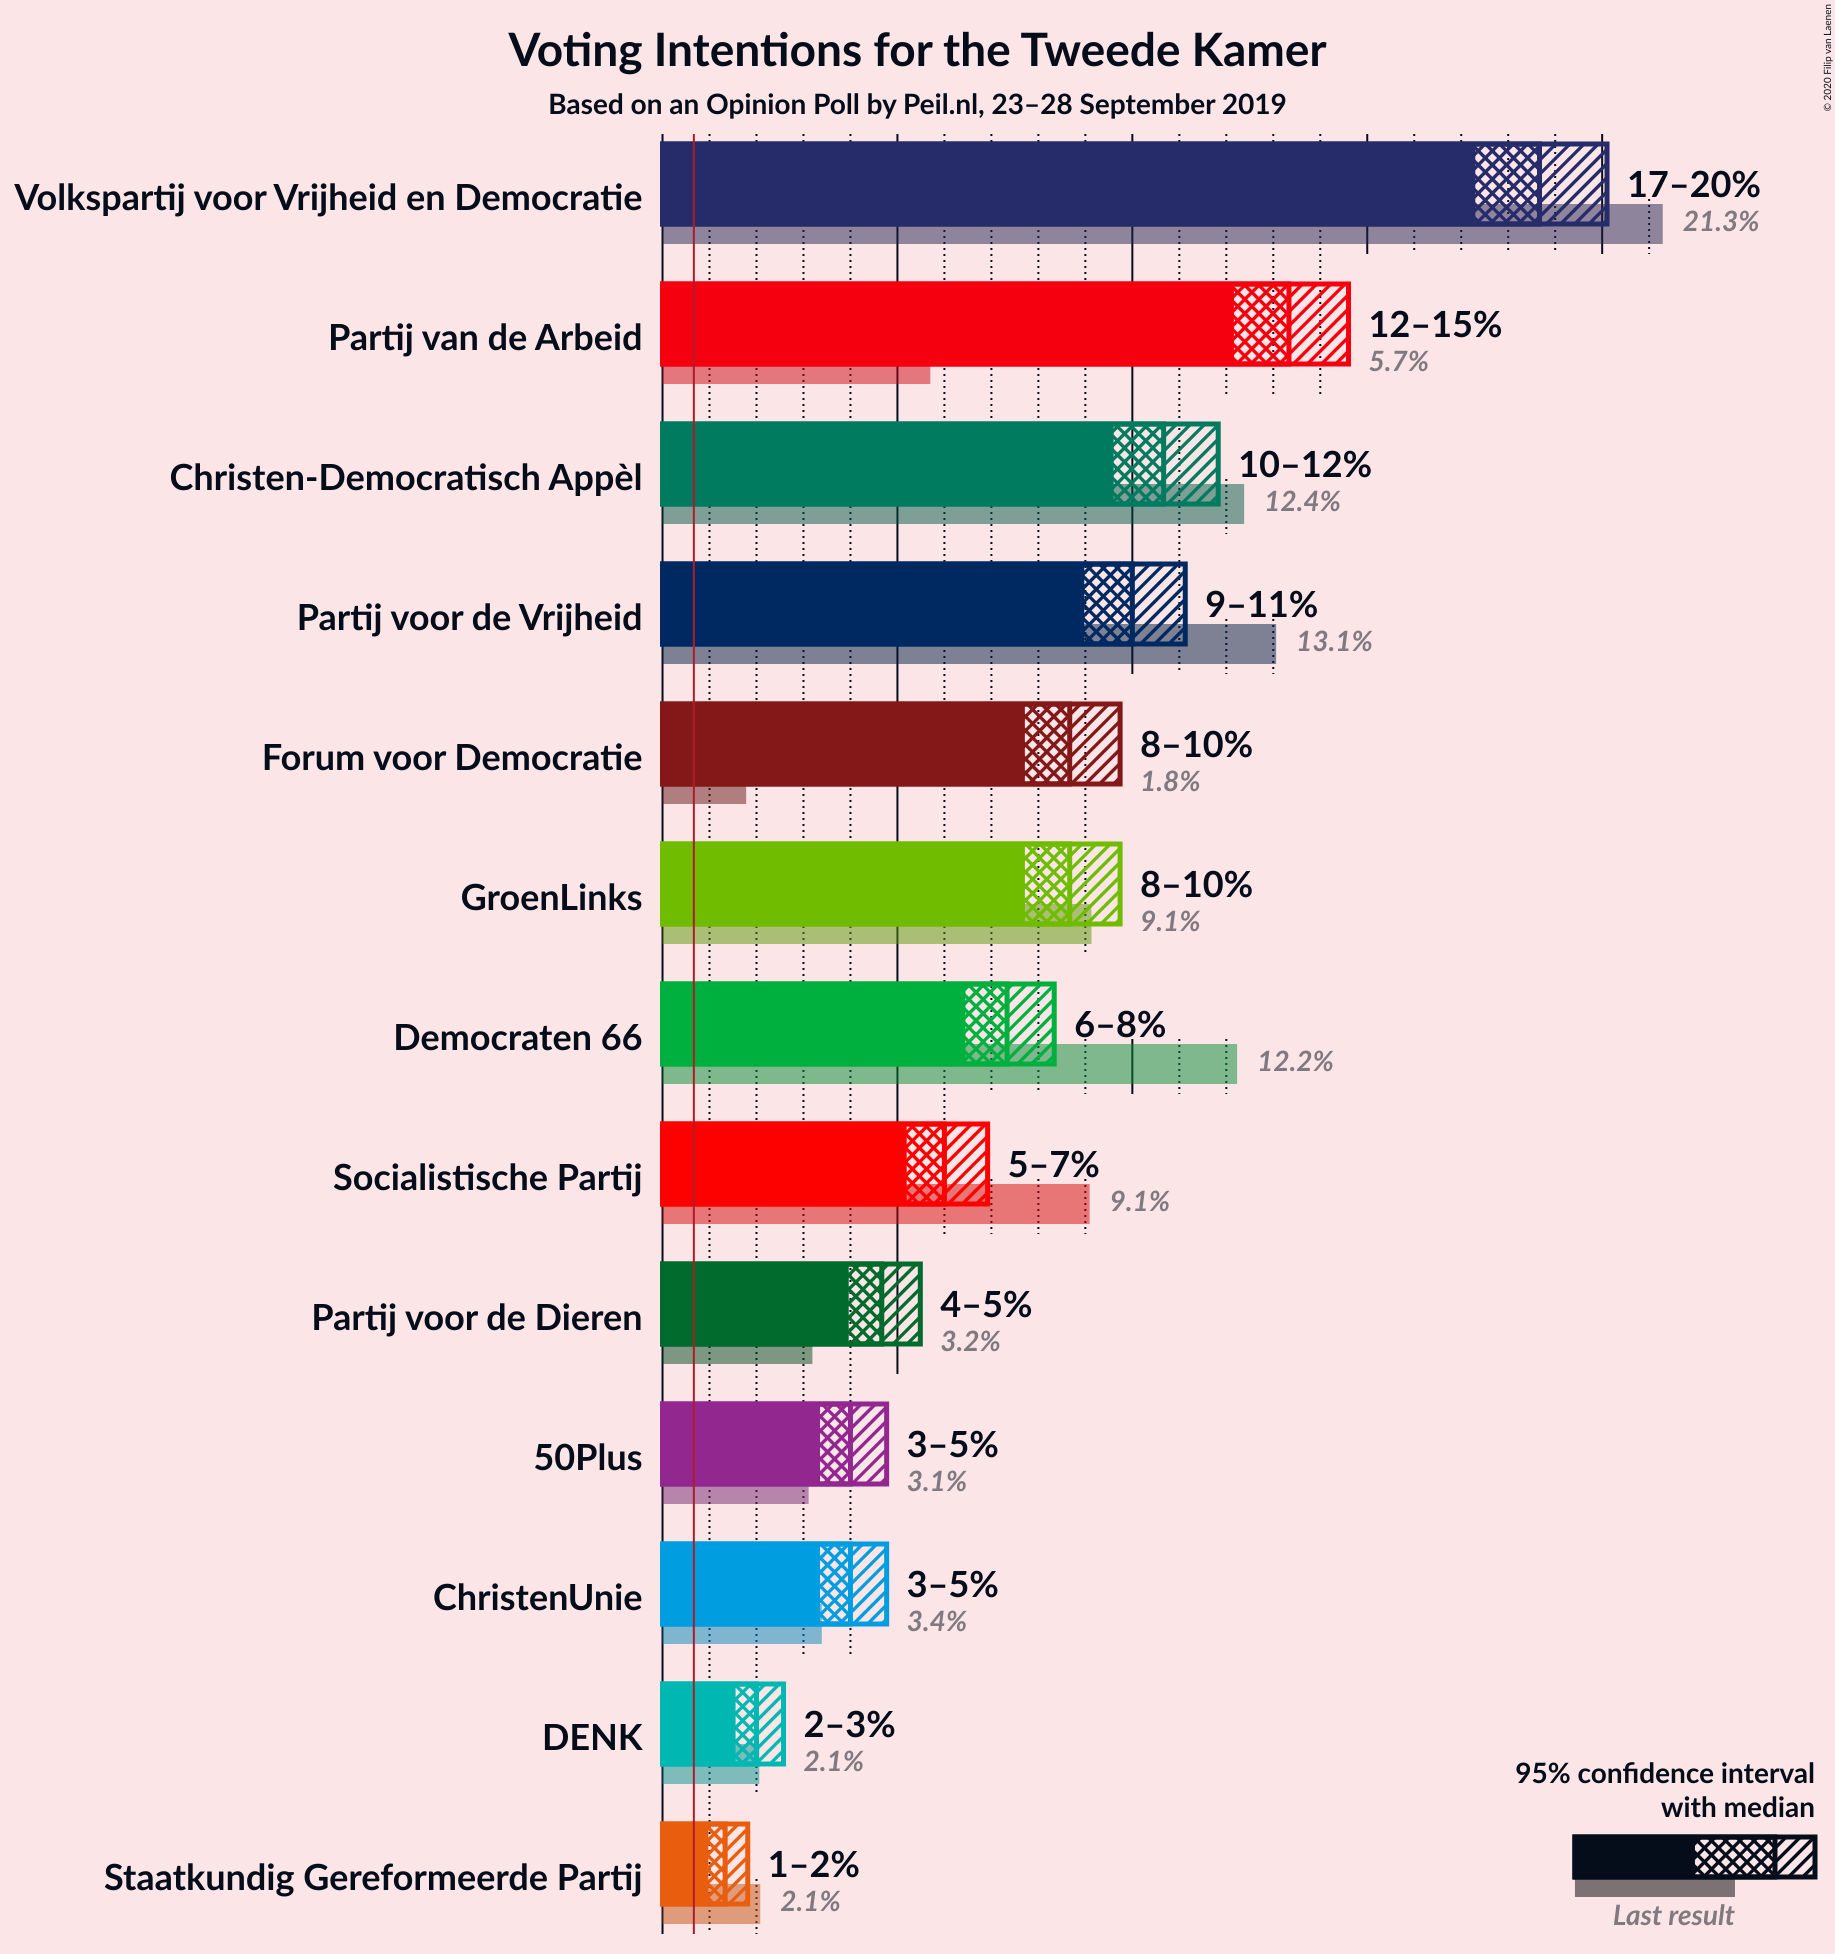 Voting Intentions for the Tweede Kamer
Based on an Opinion Poll by Peil.nl, 23–28 September 2019
© 2020 Filip van Laenen
Volkspartij voor Vrijheid en Democratie
17–20%
21.3%
Partij van de Arbeid
12–15%
5.7%
Christen-Democratisch Appèl
10–12%
12.4%
Partij voor de Vrijheid
9–11%
13.1%
Forum voor Democratie
8–10%
1.8%
GroenLinks
8–10%
9.1%
Democraten 66
6–8%
12.2%
Socialistische Partij
5–7%
9.1%
Partij voor de Dieren
4–5%
3.2%
50Plus
3–5%
3.1%
ChristenUnie
3–5%
3.4%
DENK
2–3%
2.1%
Staatkundig Gereformeerde Partij
1–2%
2.1%
95% confidence interval
with median
Last result